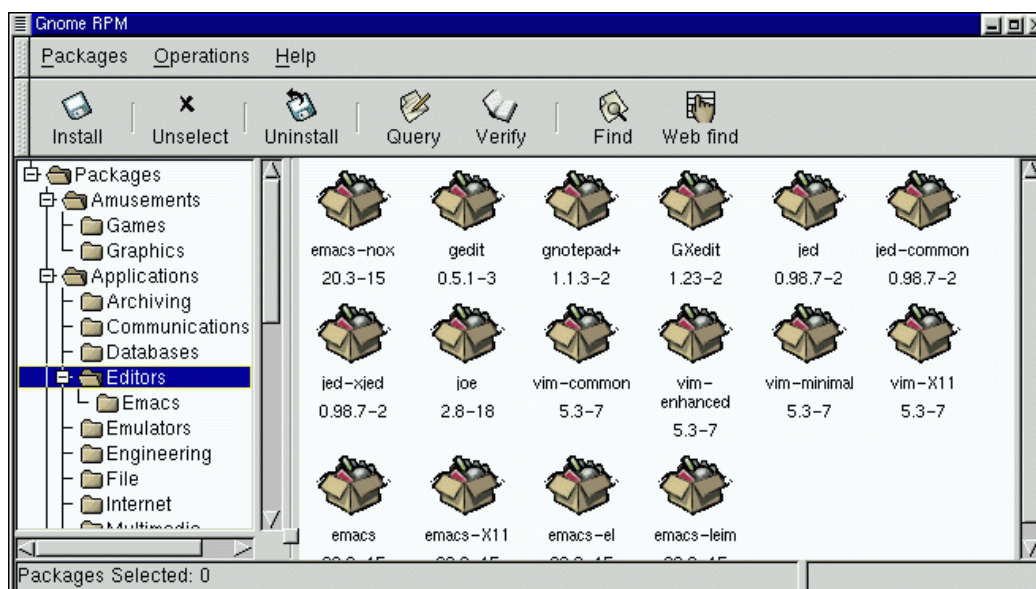 Gnome RPM
Packages Operations Help
Install Unselect Uninstall Query Verify Find Web find
Packages
Amusements
Games
Graphics
Applications
Archiving
Communications
Databases
Editors
Emacs
Emulators
Engineering
File
Internet
Multimedia
emacs-nox gedit gnotepad+ GXedit jed jed-common
20.3-15 0.5.1-3 1.1.3-2 1.23-2 0.98.7-2 0.98.7-2
jed-xjed joe vim-common vim-enhanced vim-minimal vim-X11
0.98.7-2 2.8-18 5.3-7 5.3-7 5.3-7 5.3-7
emacs emacs-X11 emacs-el emacs-leim
Packages Selected: 0